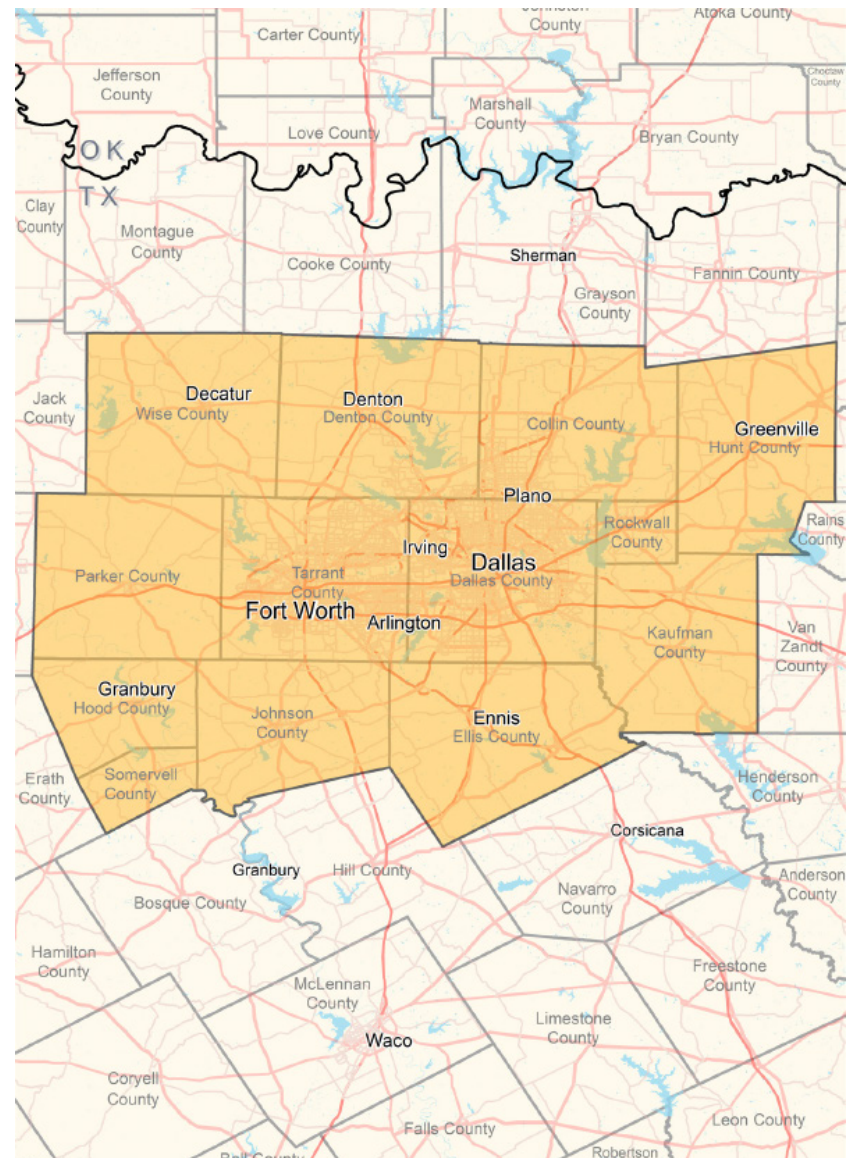 Johnston
County
Atoka County
Carter County
Jefferson
County
Choctaw
County
Marshall
County
Love County
Bryan County
OK
TX
Clay
County
Montague
County
Cooke County
Sherman
Fannin County
Grayson
County
Jack
County
Decatur
Wise County
Denton
Denton County
Collin County
Greenville
Hunt County
Plano
Rockwall
County
Rains
County
Irving
Dallas
Dallas County
Parker County
Tarrant
County
Fort Worth
Arlington
Kaufman
County
Van
Zandt
County
Granbury
Hood County
Johnson
County
Ennis
Ellis County
Erath
County
Somervell
County
Henderson
County
Corsicana
Granbury
Hill County
Navarro
County
Anderson
County
Bosque County
Hamilton
County
Freestone
County
McLennan
County
Limestone
County
Waco
Coryell
County
Falls County
Leon County
Bell County
Robertson